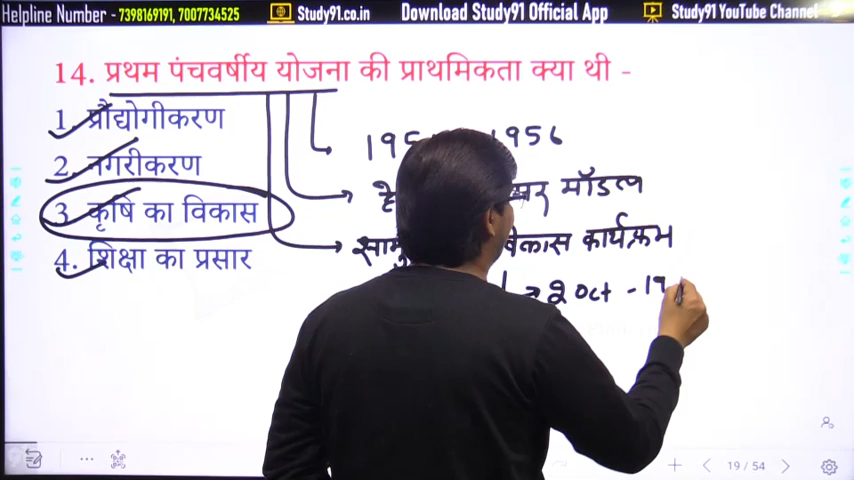 Helpline Number - 7398169191, 7007734525 Study91.co.in Download Study91 Official App Study91 YouTube Channel
14. प्रथम पंचवर्षीय योजना की प्राथमिकता क्या थी -
1. प्रौद्योगीकरण
2. नगरीकरण
3 कृषि का विकास
4. शिक्षा का प्रसार
1956
मॉडल
विकास कार्यक्रम
2 Oct - 19
19 / 54